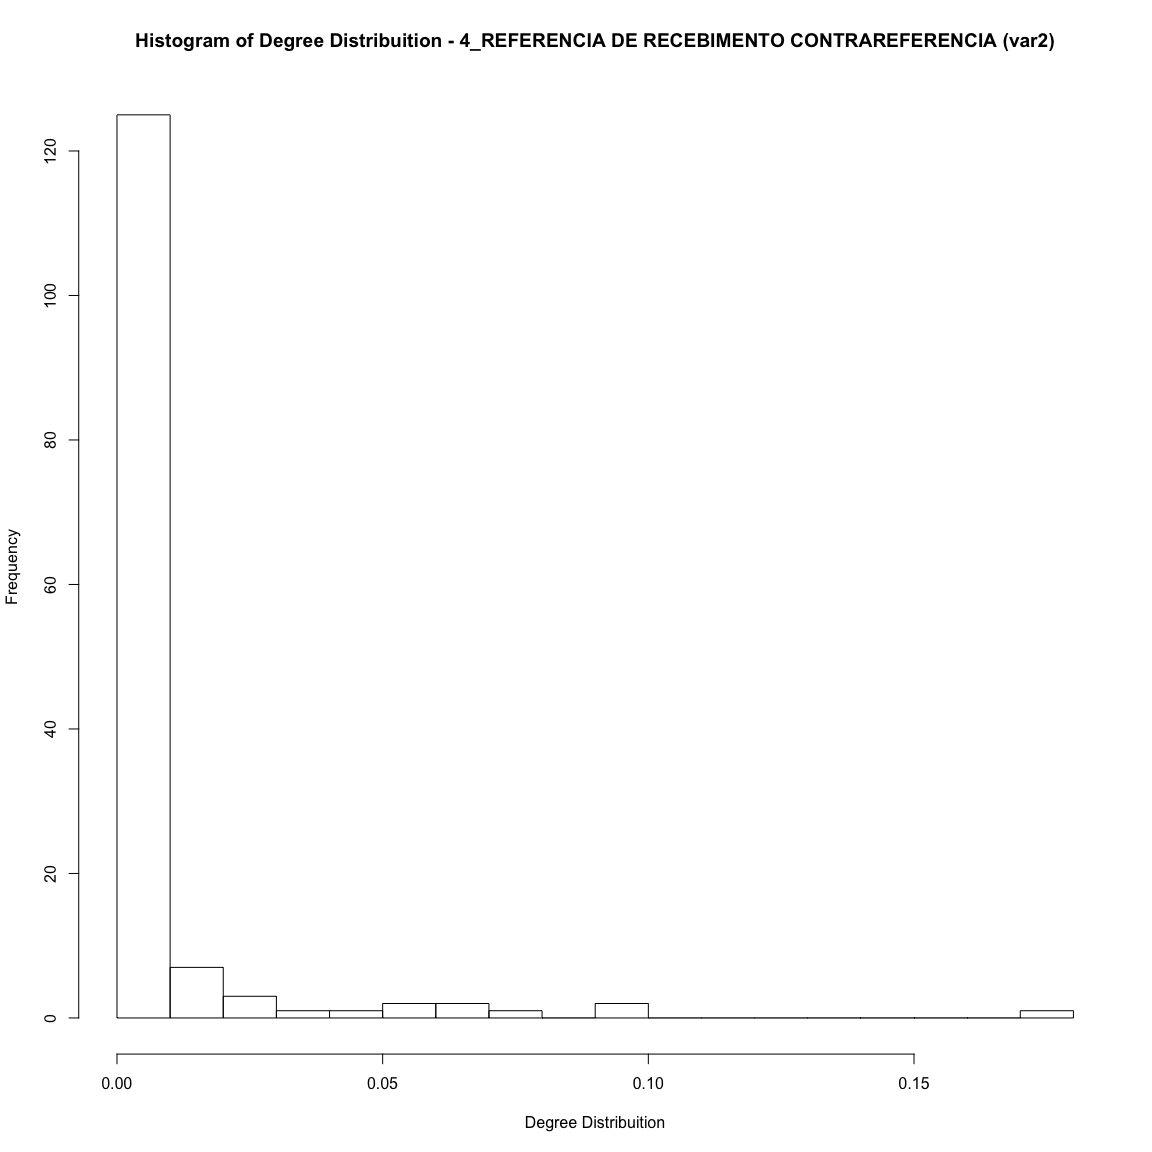 Histogram of Degree Distribuition - 4_REFERENCIA DE RECEBIMENTO CONTRAREFERENCIA (var2)
120
100
80
60
40
20
0
Frequency
0.00 0.05 0.10 0.15
Degree Distribuition